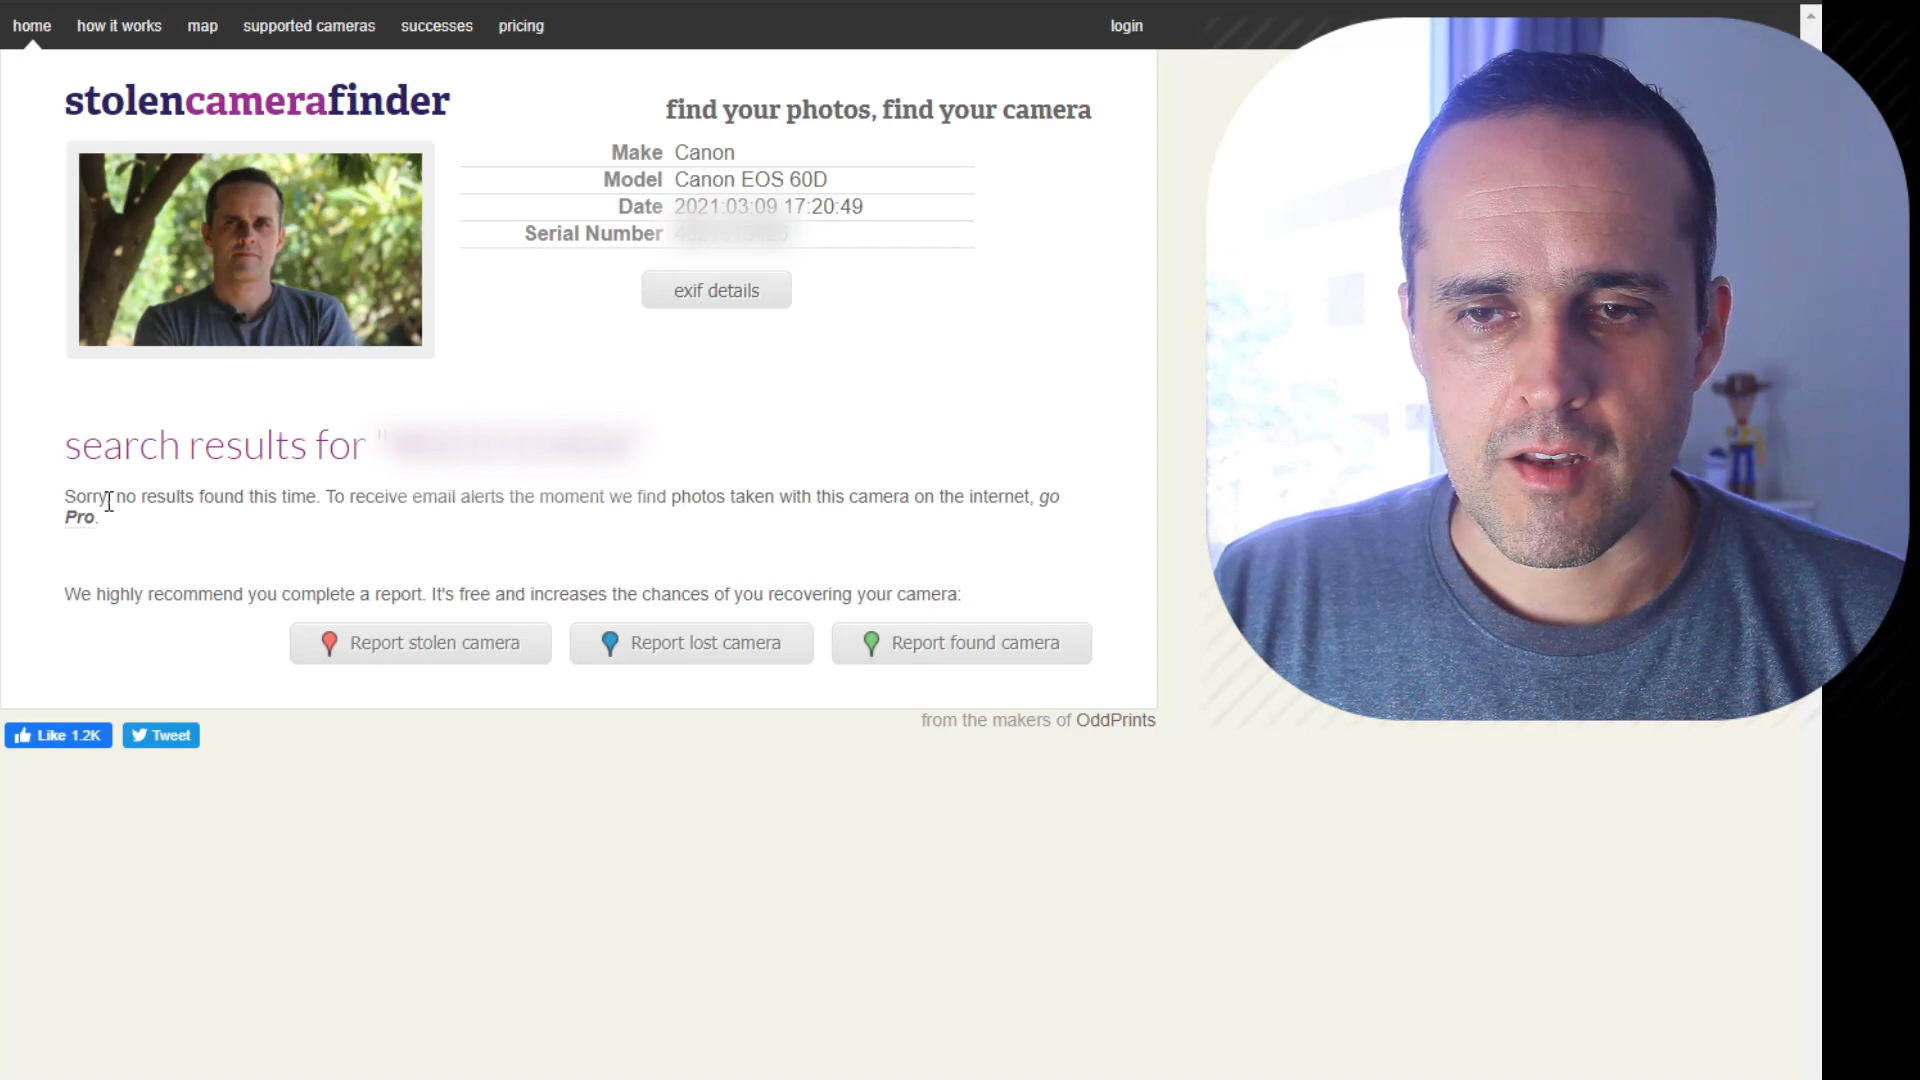 home how it works map supported cameras successes pricing login
stolencamerafinder
find your photos, find your camera
Make Canon
Model Canon EOS 60D
Date 2021:03:09 17:20:49
Serial Number
exif details
search results for "
Sorry, no results found this time. To receive email alerts the moment we find photos taken with this camera on the internet, go
Pro.
We highly recommend you complete a report. It's free and increases the chances of you recovering your camera:
Report stolen camera Report lost camera Report found camera
from the makers of OddPrints
Like 1.2K Tweet